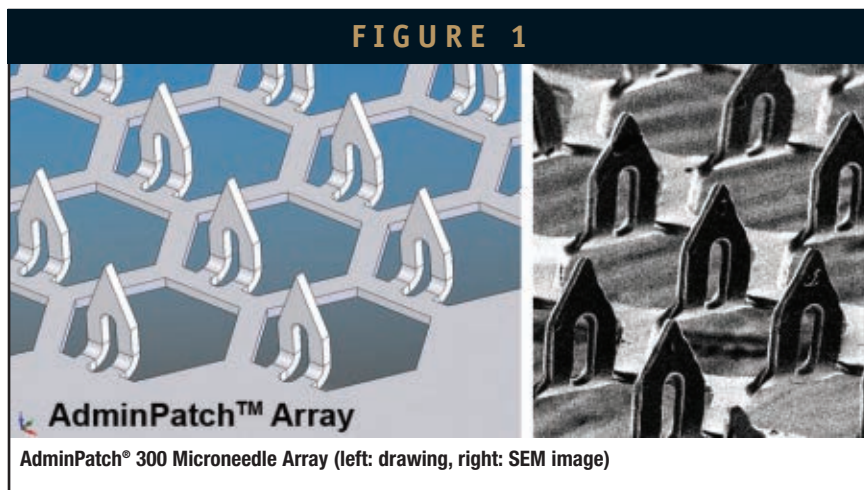 FIGURE 1
AdminPatch™ Array
AdminPatch® 300 Microneedle Array (left: drawing, right: SEM image)